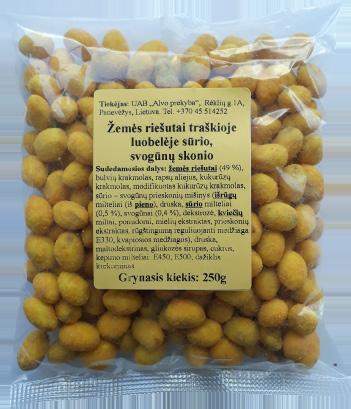 Tiekėjas: UAB „Alvo prekyba", Rėklių g 1A,
Panevėžys, Lietuva. Tel. +370 45 514252
Žemės riešutai traškioje
luobelėje sūrio,
svogūnų skonio
Sudedamosios dalys: žemės riešutai (49 %),
bulvių krakmolas, rapsų aliejus, kukurūzų
krakmolas, modifikuotas kukurūzų krakmolas,
sūrio – svogūnų prieskonių mišinys (išrūgų
milteliai (iš pieno), druska, sūrio milteliai
(0,5 %), svogūnai (0,4 %), dekstrozė, kviečių
miltai, pomidorai, mielių ekstraktas, prieskonių
ekstraktas, rūgštingumą reguliuojanti medžiaga
E330, kvapiosios medžiagos), druska,
maltodekstrinas, gliukozės sirupas, cukrus,
kepimo milteliai E450, E500, dažiklis
kurkuminas
Grynasis kiekis: 250g